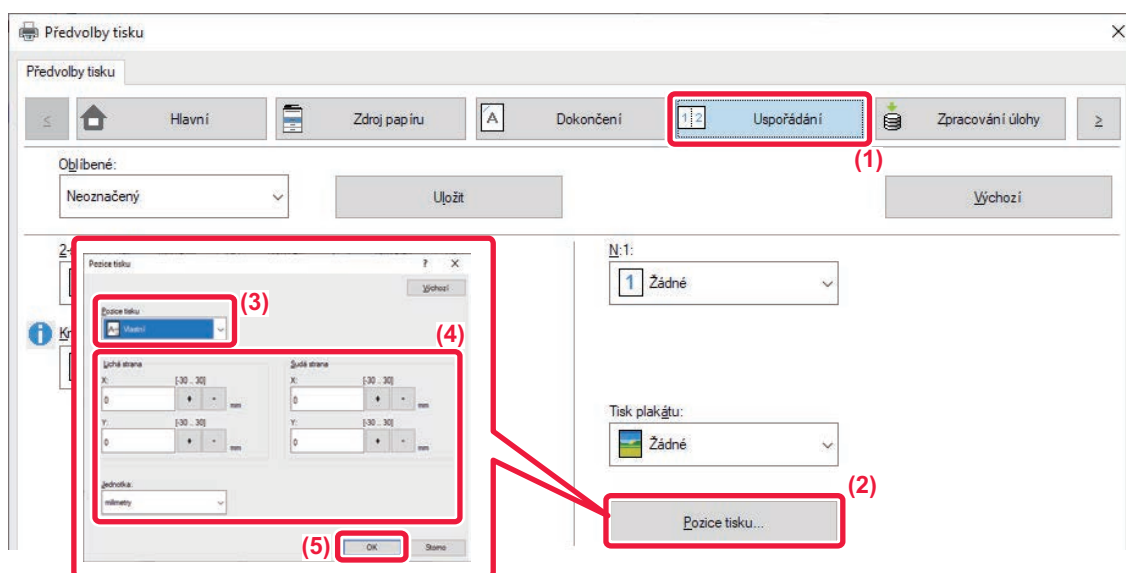 Předvolby tisku
Předvolby tisku
Hlavní
Zdroj papíru
Dokončení
Uspořádání
Zpracování úlohy
(1)
Oblíbené:
Neoznačený
Uložit
Výchozí
2-
N:1:
1 Žádné
Kn
Pozice tisku
Výchozí
Pozice tisku
Vlastní
(3)
(4)
Lichá strana
Sudá strana
X: [-30 .. 30]
X: [-30 .. 30]
0 + - mm
0 + - mm
Y: [-30 .. 30]
Y: [-30 .. 30]
0 + - mm
0 + - mm
Jednotka:
milimetry
(5)
OK
Storno
Tisk plakátu:
Žádné
(2)
Pozice tisku...